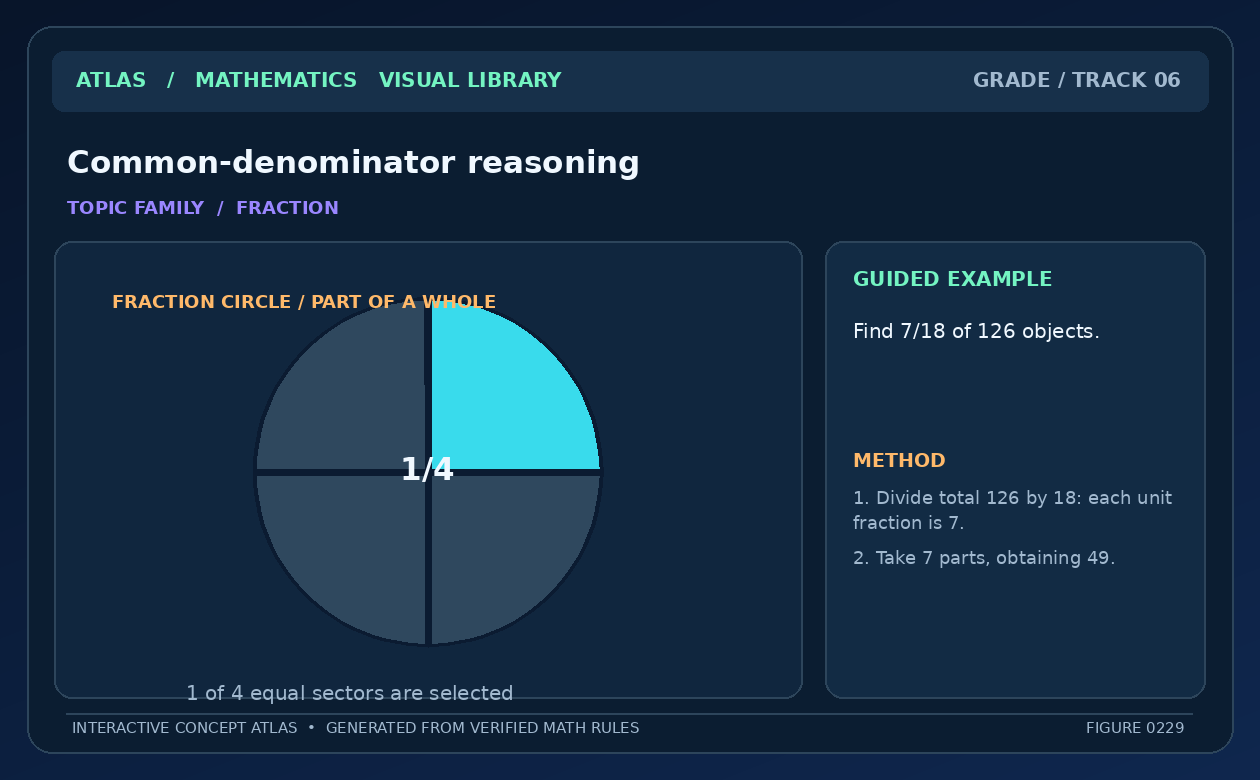 ATLAS / MATHEMATICS VISUAL LIBRARY
GRADE / TRACK 06
Common-denominator reasoning
TOPIC FAMILY / FRACTION
FRACTION CIRCLE / PART OF A WHOLE
1/4
1 of 4 equal sectors are selected
GUIDED EXAMPLE
Find 7/18 of 126 objects.
METHOD
1. Divide total 126 by 18: each unit
fraction is 7.
2. Take 7 parts, obtaining 49.
INTERACTIVE CONCEPT ATLAS • GENERATED FROM VERIFIED MATH RULES
FIGURE 0229